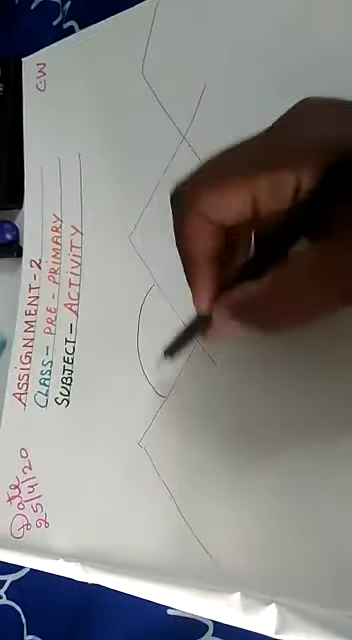 Date
25/4/20
ASSIGNMENT-2
CLASS- PRE-PRIMARY
SUBJECT- ACTIVITY
CW